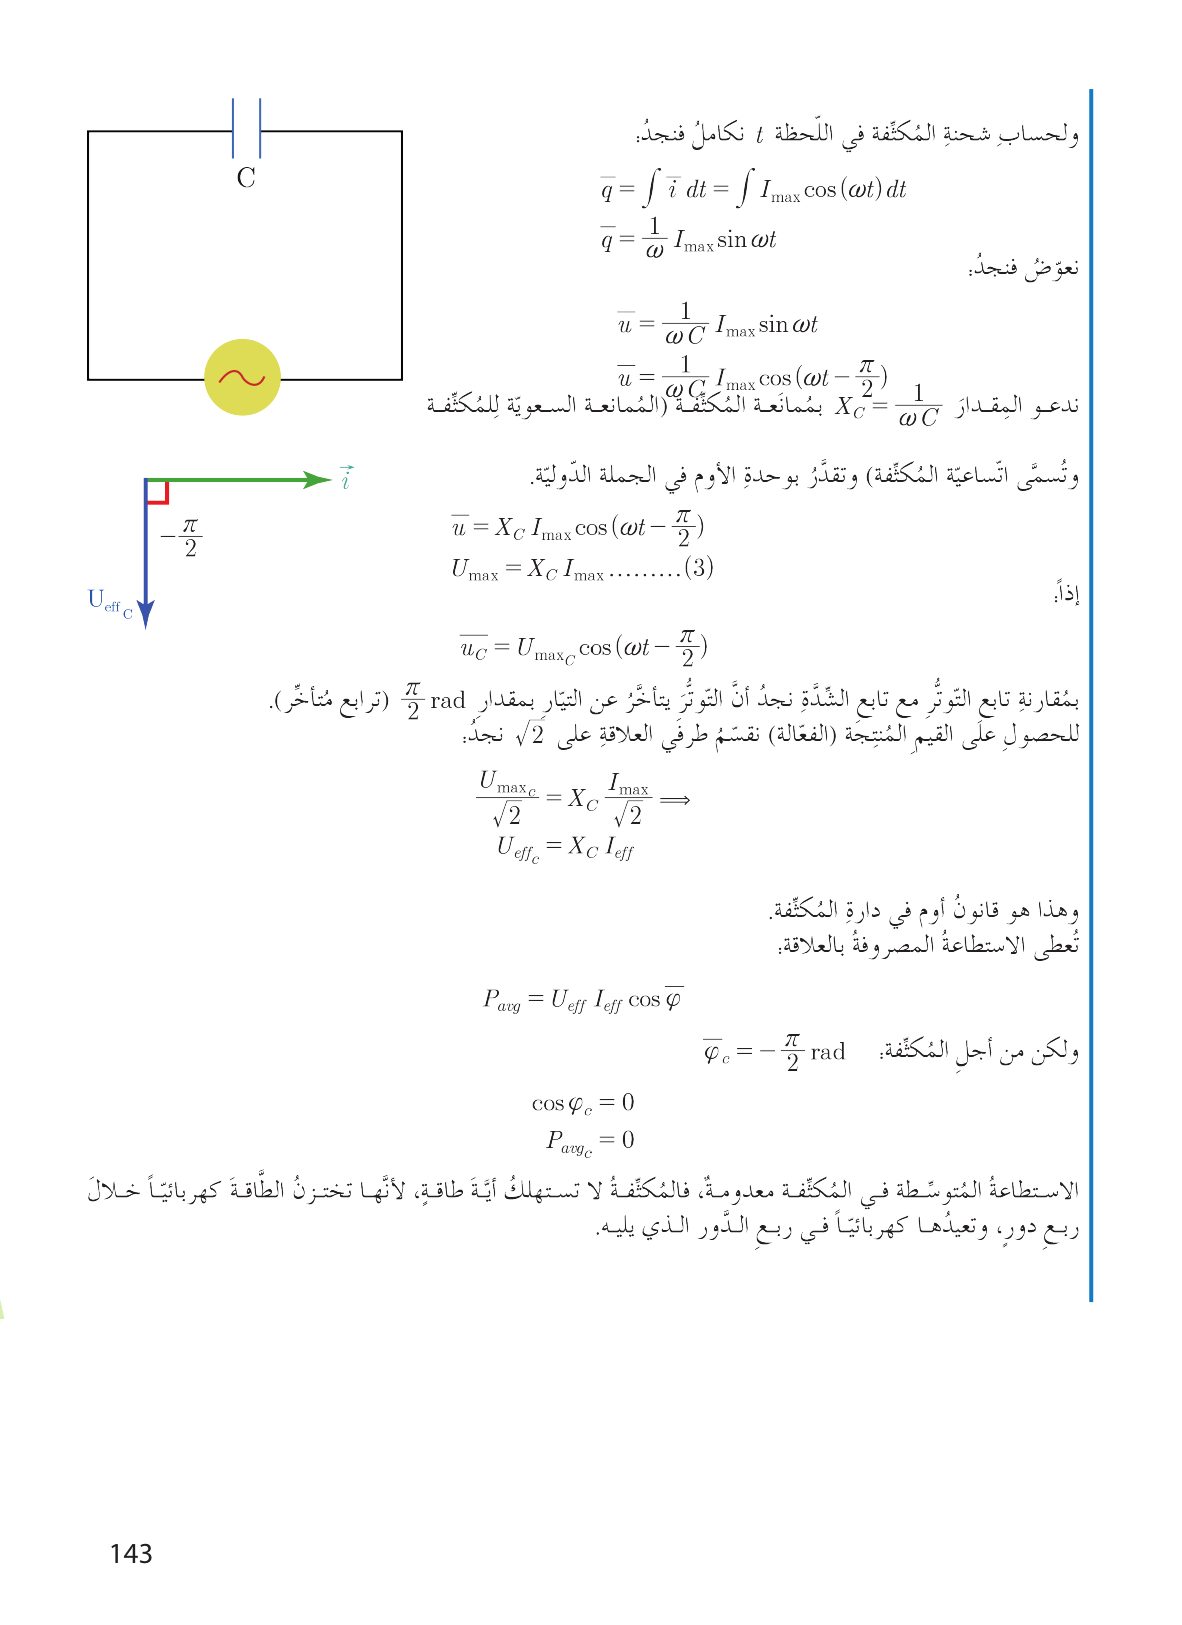 ولحسابِ شحنةِ المُكثِّفة في اللّحظة t نكاملُ فنجدُ:
q̅ = ∫ i̅ dt = ∫ I_max cos(ωt) dt
q̅ = 1/ω I_max sin ωt
نعوّضُ فنجدُ:
u̅ = 1/(ωC) I_max sin ωt
u̅ = 1/(ωC) I_max cos(ωt − π/2)
ندعو المِقدارَ X_C = 1/(ωC) بمُمانَعة المُكثِّفة (المُمانعة السعويّة لِلمُكثِّفة
وتُسمَّى اتّساعيّة المُكثِّفة) وتقدَّرُ بوحدةِ الأوم في الجملة الدّوليّة.
u̅ = X_C I_max cos(ωt − π/2)
U_max = X_C I_max .........(3)
إذاً:
u̅_C = U_max_C cos(ωt − π/2)
بمُقارنةِ تابعِ التّوتُّرِ مع تابعِ الشِّدَّةِ نجدُ أنَّ التّوتُّرَ يتأخَّرُ عن التيّارِ بمقدارِ π/2 rad (ترابع مُتأخِّر).
للحصولِ على القيمِ المُنتِجَة (الفعّالة) نقسّمُ طرفَي العلاقةِ على √2 نجدُ:
U_max_c/√2 = X_C I_max/√2 ⟹
U_eff_c = X_C I_eff
وهذا هو قانونُ أوم في دارةِ المُكثِّفة.
تُعطى الاستطاعةُ المصروفةُ بالعلاقة:
P_avg = U_eff I_eff cos φ̅
ولكن من أجلِ المُكثِّفة: φ̅_c = − π/2 rad
cos φ_c = 0
P_avg_C = 0
الاستطاعةُ المُتوسِّطة في المُكثِّفة معدومةٌ، فالمُكثِّفةُ لا تستهلكُ أيَّةَ طاقةٍ، لأنَّها تختزنُ الطَّاقةَ كهربائيّاً خلالَ
ربعِ دورٍ، وتعيدُها كهربائيّاً في ربعِ الدَّور الذي يليه.
C
i⃗
− π/2
U_eff_C
143